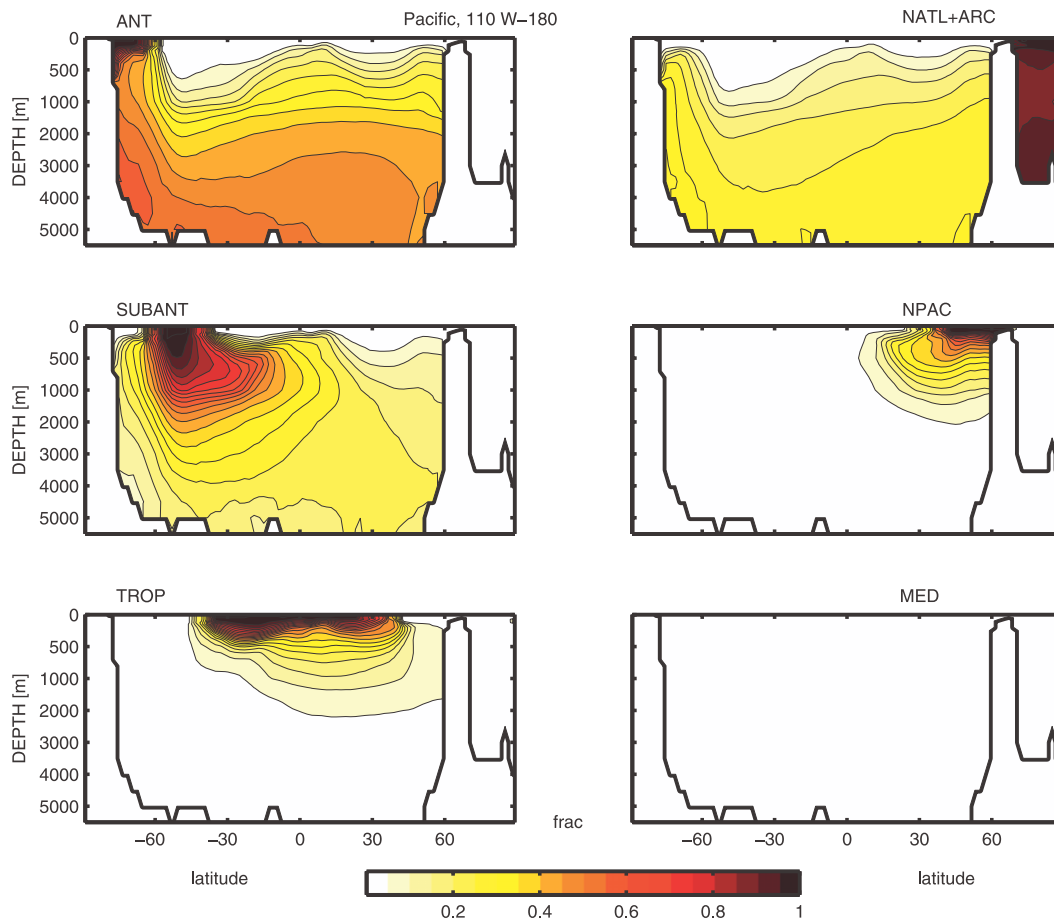 ANT Pacific, 110 W−180 NATL+ARC
0
500
1000
2000
3000
4000
5000
DEPTH [m]
SUBANT NPAC
0
500
1000
2000
3000
4000
5000
DEPTH [m]
TROP MED
0
500
1000
2000
3000
4000
5000
DEPTH [m]
−60 −30 0 30 60 −60 −30 0 30 60
frac
latitude latitude
0.2 0.4 0.6 0.8 1